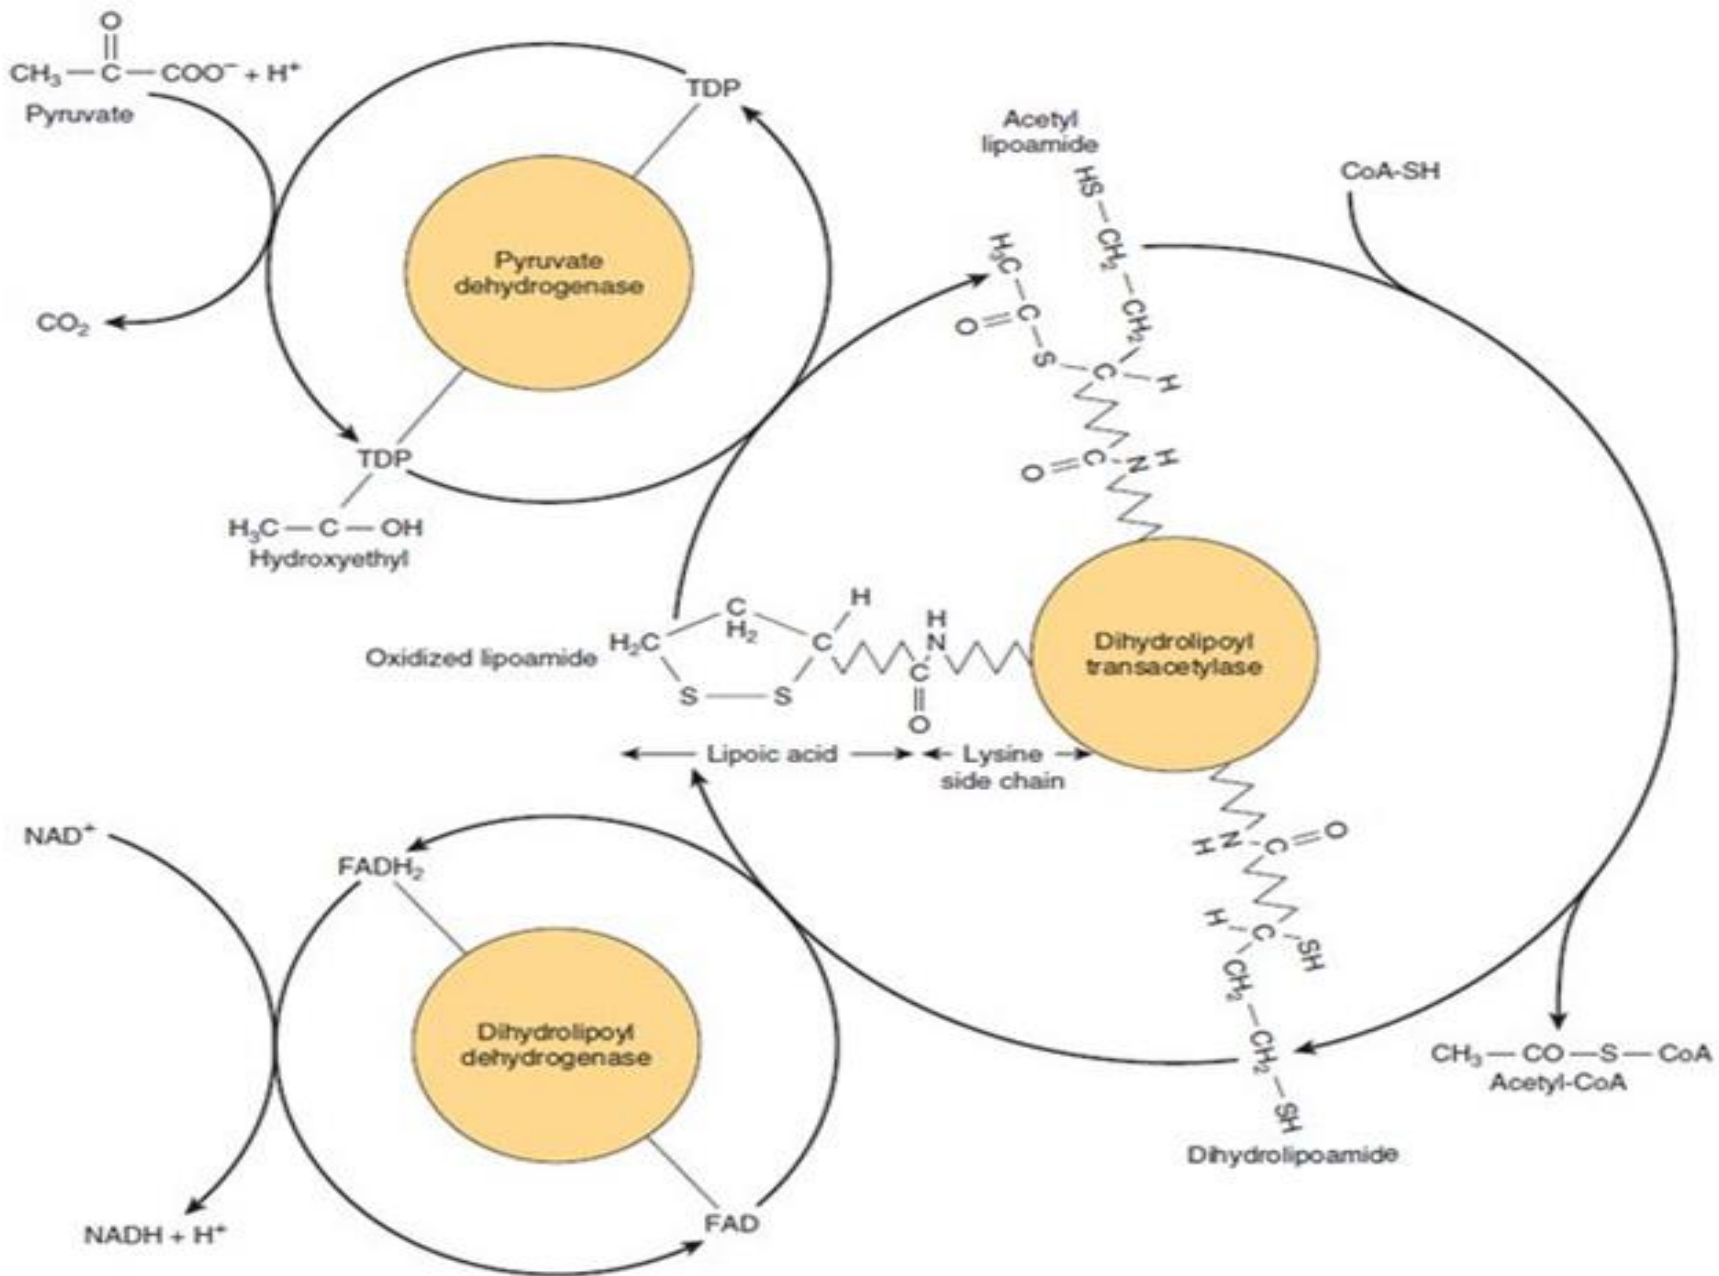 O
CH₃—C—COO⁻ + H⁺
Pyruvate
CO₂
TDP
Pyruvate
dehydrogenase
TDP
H₃C—C—OH
Hydroxyethyl
Acetyl
lipoamide
HS—CH₂—CH₂
H₃C—C—S—C—H
O
O=C-N H
CoA-SH
Oxidized lipoamide
H₂C
C
H₂
C
H
S—S
H
N
C
O
Lipoic acid
Lysine
side chain
Dihydrolipoyl
transacetylase
H N-C=O
H-C-SH
CH₂—CH₂—SH
Dihydrolipoamide
CH₃—CO—S—CoA
Acetyl-CoA
NAD⁺
FADH₂
Dihydrolipoyl
dehydrogenase
FAD
NADH + H⁺